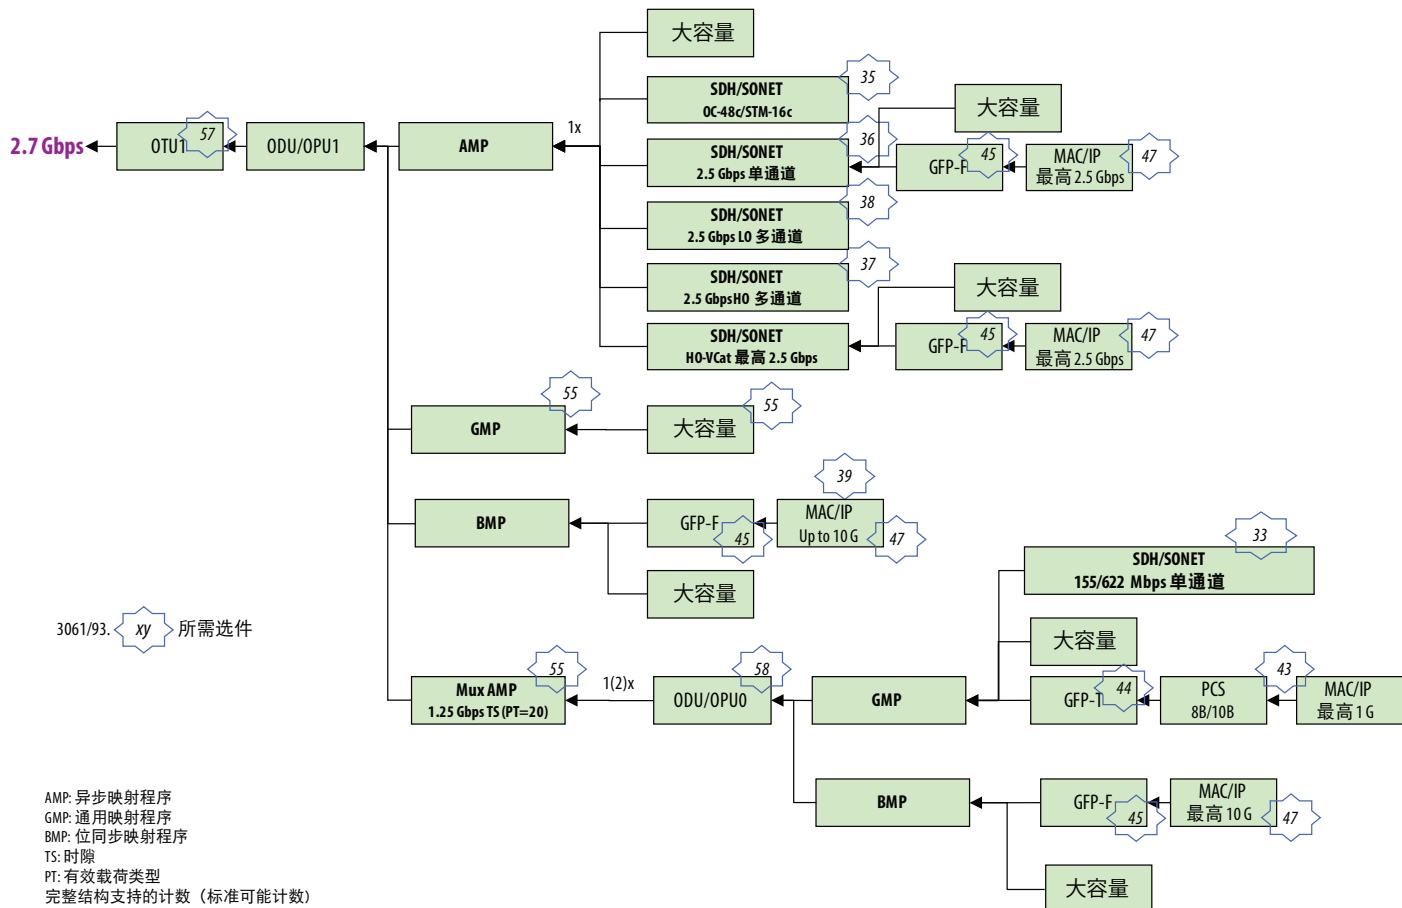 大容量
SDH/SONET
OC-48c/STM-16c
35
大容量
2.7 Gbps
OTU1
57
ODU/OPU1
AMP
1x
SDH/SONET
2.5 Gbps 单通道
36
GFP-F
45
MAC/IP
最高 2.5 Gbps
47
SDH/SONET
2.5 Gbps LO 多通道
38
SDH/SONET
2.5 GbpsHO 多通道
37
大容量
SDH/SONET
HO-VCat 最高 2.5 Gbps
GFP-F
45
MAC/IP
最高 2.5 Gbps
47
GMP
55
大容量
55
BMP
GFP-F
45
39
MAC/IP
Up to 10 G
47
大容量
33
SDH/SONET
155/622 Mbps 单通道
3061/93. xy 所需选件
大容量
Mux AMP
1.25 Gbps TS (PT=20)
55
1(2)x
ODU/OPU0
58
GMP
GFP-T
44
PCS
8B/10B
43
MAC/IP
最高 1 G
BMP
GFP-F
45
MAC/IP
最高 10 G
47
大容量
AMP: 异步映射程序
GMP: 通用映射程序
BMP: 位同步映射程序
TS: 时隙
PT: 有效载荷类型
完整结构支持的计数（标准可能计数）